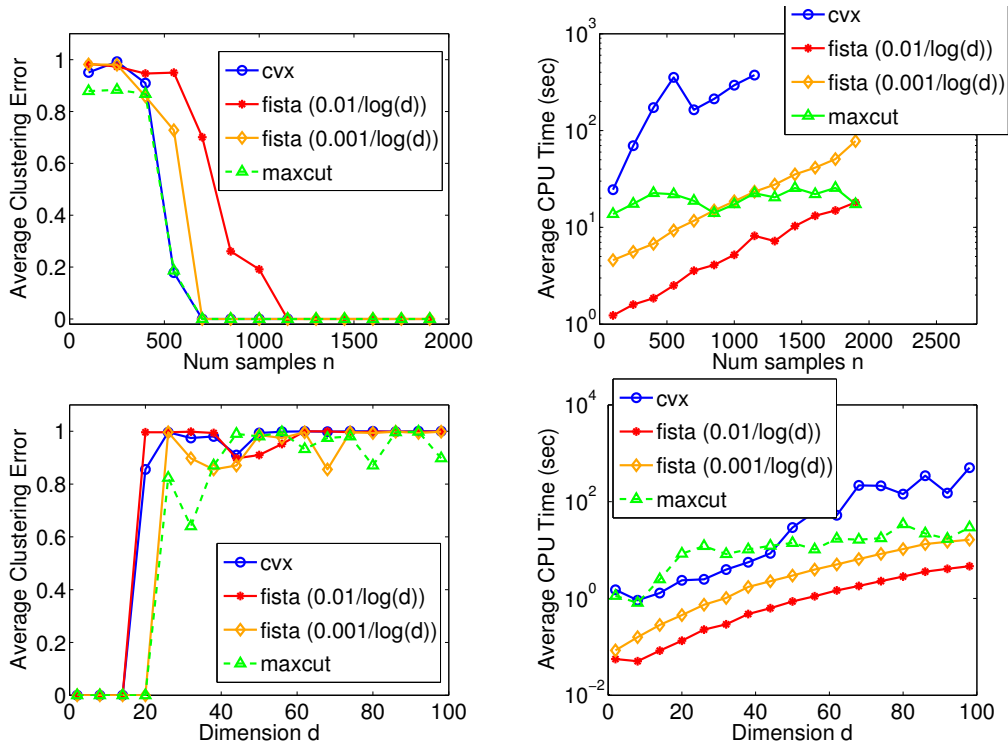 Average Clustering Error
1
0.8
0.6
0.4
0.2
0
0
500
1000
1500
2000
Num samples n
cvx
fista (0.01/log(d))
fista (0.001/log(d))
maxcut
Average CPU Time (sec)
10^3
10^2
10^1
10^0
0
500
1000
1500
2000
2500
Num samples n
cvx
fista (0.01/log(d))
fista (0.001/log(d))
maxcut
Average Clustering Error
1
0.8
0.6
0.4
0.2
0
0
20
40
60
80
100
Dimension d
cvx
fista (0.01/log(d))
fista (0.001/log(d))
maxcut
Average CPU Time (sec)
10^4
10^2
10^0
10^-2
0
20
40
60
80
100
Dimension d
cvx
fista (0.01/log(d))
fista (0.001/log(d))
maxcut